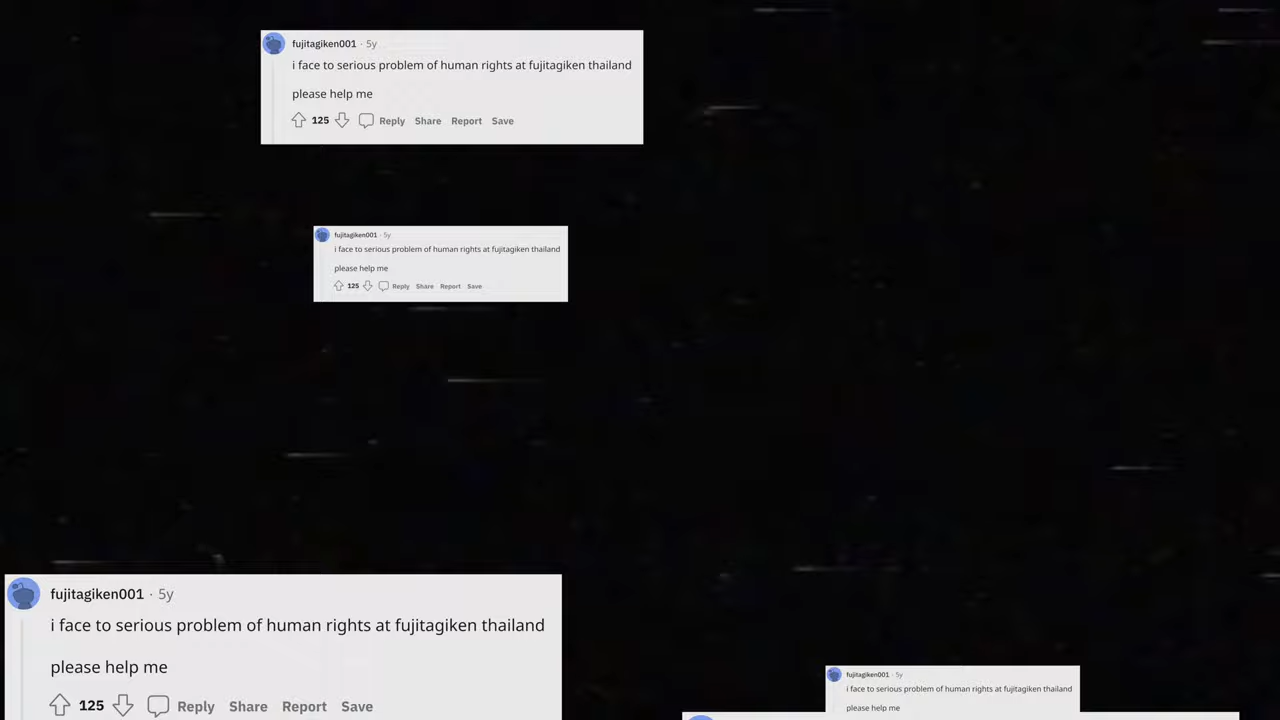 fujitagiken001 · 5y
i face to serious problem of human rights at fujitagiken thailand
please help me
125 Reply Share Report Save
fujitagiken001 · 5y
i face to serious problem of human rights at fujitagiken thailand
please help me
125 Reply Share Report Save
fujitagiken001 · 5y
i face to serious problem of human rights at fujitagiken thailand
please help me
125 Reply Share Report Save
fujitagiken001 · 5y
i face to serious problem of human rights at fujitagiken thailand
please help me